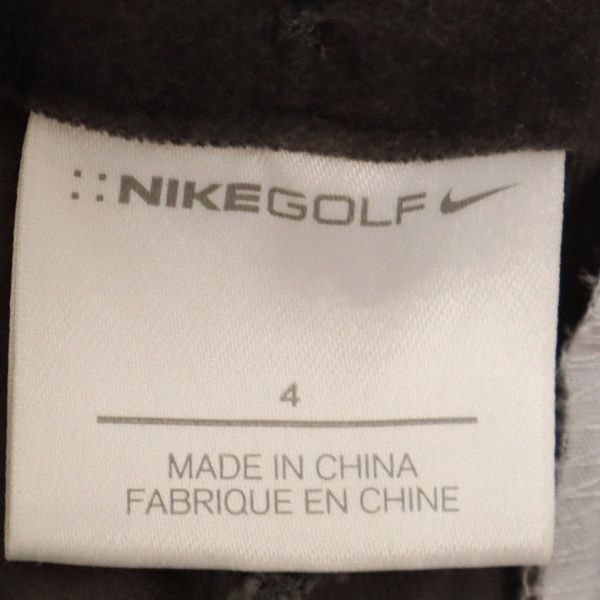 NIKEGOLF
4
MADE IN CHINA
FABRIQUE EN CHINE